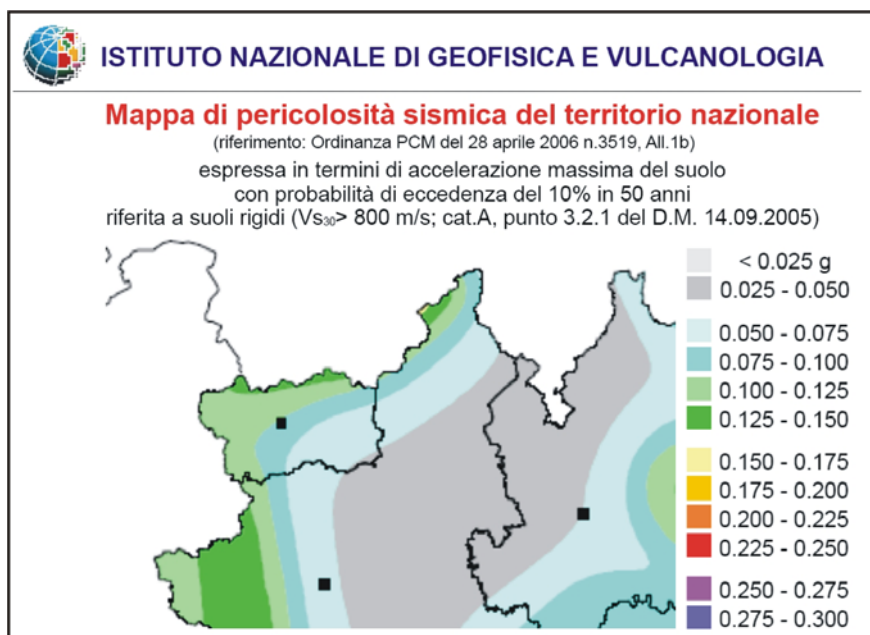 ISTITUTO NAZIONALE DI GEOFISICA E VULCANOLOGIA
Mappa di pericolosità sismica del territorio nazionale
(riferimento: Ordinanza PCM del 28 aprile 2006 n.3519, All.1b)
espressa in termini di accelerazione massima del suolo
con probabilità di eccedenza del 10% in 50 anni
riferita a suoli rigidi (Vs₃₀> 800 m/s; cat.A, punto 3.2.1 del D.M. 14.09.2005)
< 0.025 g
0.025 - 0.050
0.050 - 0.075
0.075 - 0.100
0.100 - 0.125
0.125 - 0.150
0.150 - 0.175
0.175 - 0.200
0.200 - 0.225
0.225 - 0.250
0.250 - 0.275
0.275 - 0.300